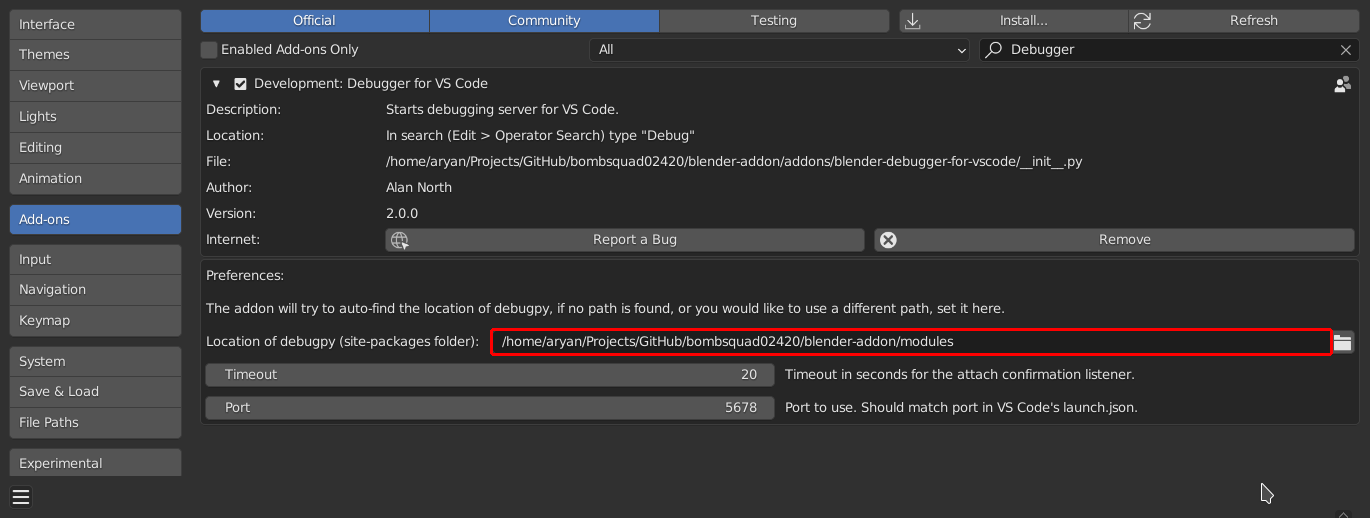 Interface
Themes
Viewport
Lights
Editing
Animation
Add-ons
Input
Navigation
Keymap
System
Save & Load
File Paths
Experimental
Official Community Testing Install... Refresh
Enabled Add-ons Only All Debugger
Development: Debugger for VS Code
Description: Starts debugging server for VS Code.
Location: In search (Edit > Operator Search) type "Debug"
File: /home/aryan/Projects/GitHub/bombsquad02420/blender-addon/addons/blender-debugger-for-vscode/__init__.py
Author: Alan North
Version: 2.0.0
Internet: Report a Bug Remove
Preferences:
The addon will try to auto-find the location of debugpy, if no path is found, or you would like to use a different path, set it here.
Location of debugpy (site-packages folder): /home/aryan/Projects/GitHub/bombsquad02420/blender-addon/modules
Timeout 20 Timeout in seconds for the attach confirmation listener.
Port 5678 Port to use. Should match port in VS Code's launch.json.